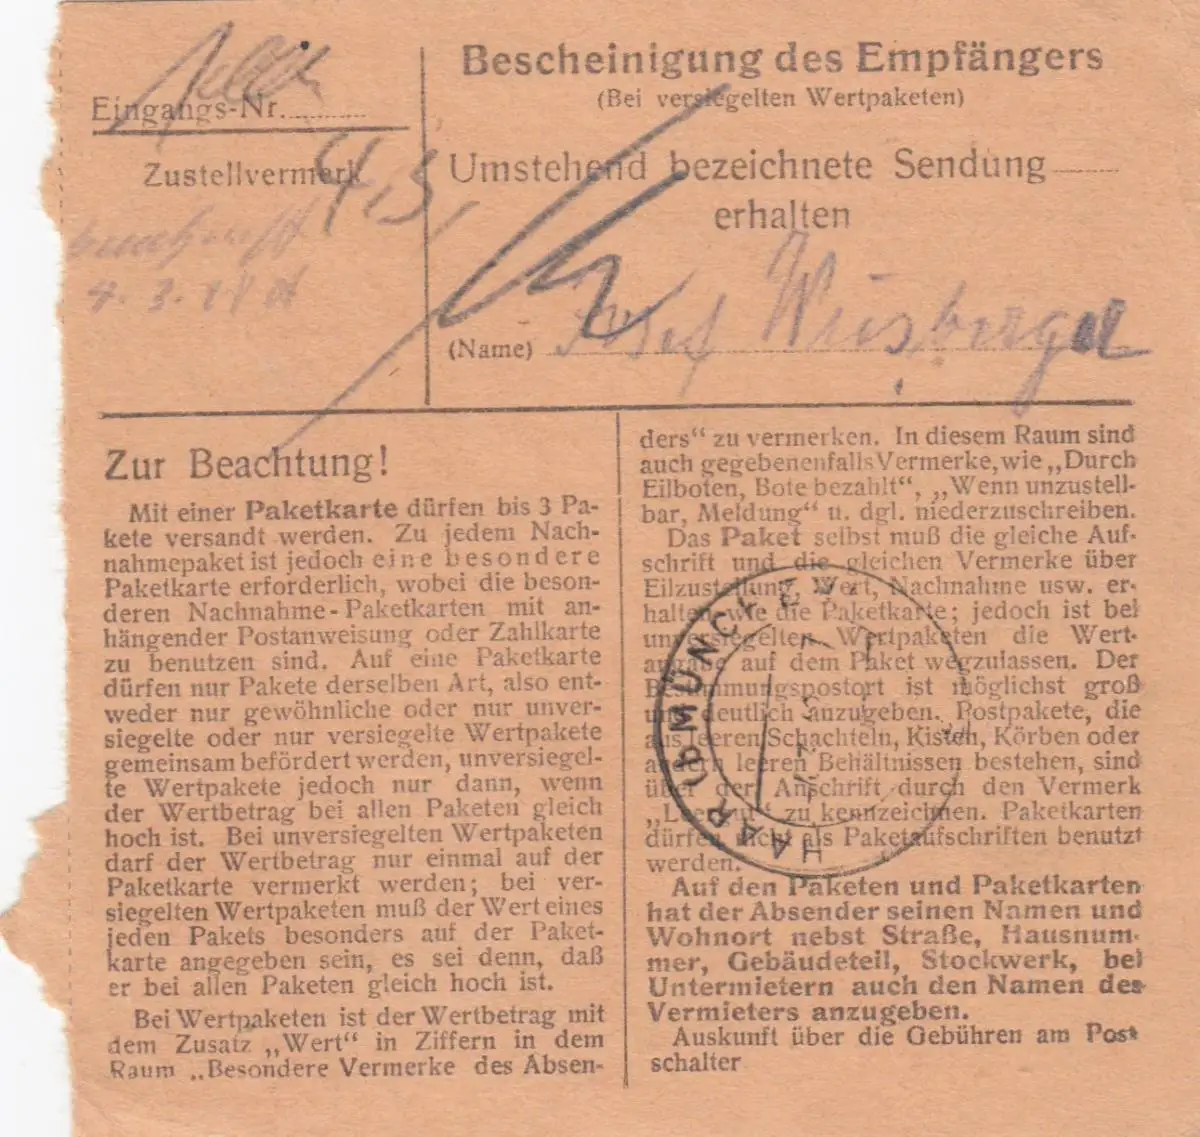 Eingangs-Nr.
Zustellvermerk
4.3.
Bescheinigung des Empfängers
(Bei versiegelten Wertpaketen)
Umstehend bezeichnete Sendung
erhalten
(Name) Josef
Zur Beachtung!
Mit einer Paketkarte dürfen bis 3 Pa-
kete versandt werden. Zu jedem Nach-
nahmepaket ist jedoch eine besondere
Paketkarte erforderlich, wobei die beson-
deren Nachnahme-Paketkarten mit an-
hängender Postanweisung oder Zahlkarte
zu benutzen sind. Auf eine Paketkarte
dürfen nur Pakete derselben Art, also ent-
weder nur gewöhnliche oder nur unver-
siegelte oder nur versiegelte Wertpakete
gemeinsam befördert werden, unversiegel-
te Wertpakete jedoch nur dann, wenn
der Wertbetrag bei allen Paketen gleich
hoch ist. Bei unversiegelten Wertpaketen
darf der Wertbetrag nur einmal auf der
Paketkarte vermerkt werden; bei ver-
siegelten Wertpaketen muß der Wert eines
jeden Pakets besonders auf der Paket-
karte angegeben sein, es sei denn, daß
er bei allen Paketen gleich hoch ist.
Bei Wertpaketen ist der Wertbetrag mit
dem Zusatz „Wert“ in Ziffern in dem
Raum „Besondere Vermerke des Absen-
ders“ zu vermerken. In diesem Raum sind
auch gegebenenfalls Vermerke, wie „Durch
Eilboten, Bote bezahlt“, „Wenn unzustell-
bar, Meldung“ u. dgl. niederzuschreiben.
Das Paket selbst muß die gleiche Auf-
schrift und die gleichen Vermerke über
Eilzustellung, Wert, Nachnahme usw. er-
halten wie die Paketkarte; jedoch ist bei
unversiegelten Wertpaketen die Wert-
angabe auf dem Paket wegzulassen. Der
Bestimmungspostort ist möglichst groß
und deutlich anzugeben. Postpakete, die
aus leeren Schachteln, Kisten, Körben oder
andern leeren Behältnissen bestehen, sind
über der Anschrift durch den Vermerk
„Leergut“ zu kennzeichnen. Paketkarten
dürfen nicht als Paketaufschriften benutzt
werden.
Auf den Paketen und Paketkarten
hat der Absender seinen Namen und
Wohnort nebst Straße, Hausnum-
mer, Gebäudeteil, Stockwerk, bei
Untermietern auch den Namen des
Vermieters anzugeben.
Auskunft über die Gebühren am Post
schalter
HAAR (b MÜNCHEN)